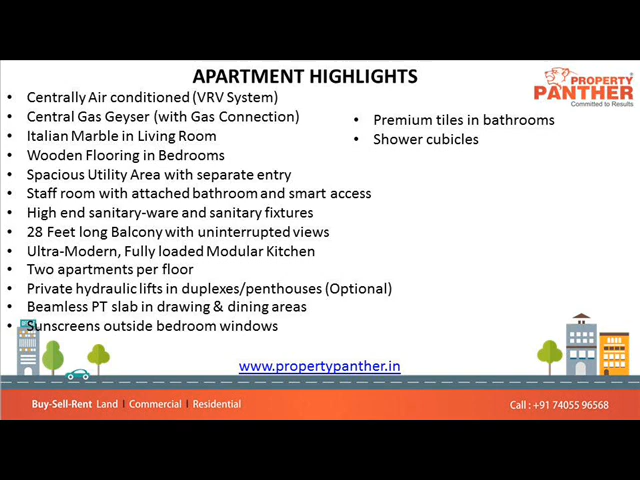 APARTMENT HIGHLIGHTS
PROPERTY
PANTHER
Committed to Results
• Centrally Air conditioned (VRV System)
• Central Gas Geyser (with Gas Connection)
• Italian Marble in Living Room
• Wooden Flooring in Bedrooms
• Spacious Utility Area with separate entry
• Staff room with attached bathroom and smart access
• High end sanitary-ware and sanitary fixtures
• 28 Feet long Balcony with uninterrupted views
• Ultra-Modern, Fully loaded Modular Kitchen
• Two apartments per floor
• Private hydraulic lifts in duplexes/penthouses (Optional)
• Beamless PT slab in drawing & dining areas
• Sunscreens outside bedroom windows
• Premium tiles in bathrooms
• Shower cubicles
www.propertypanther.in
Buy-Sell-Rent Land | Commercial | Residential
Call : +91 74055 96568